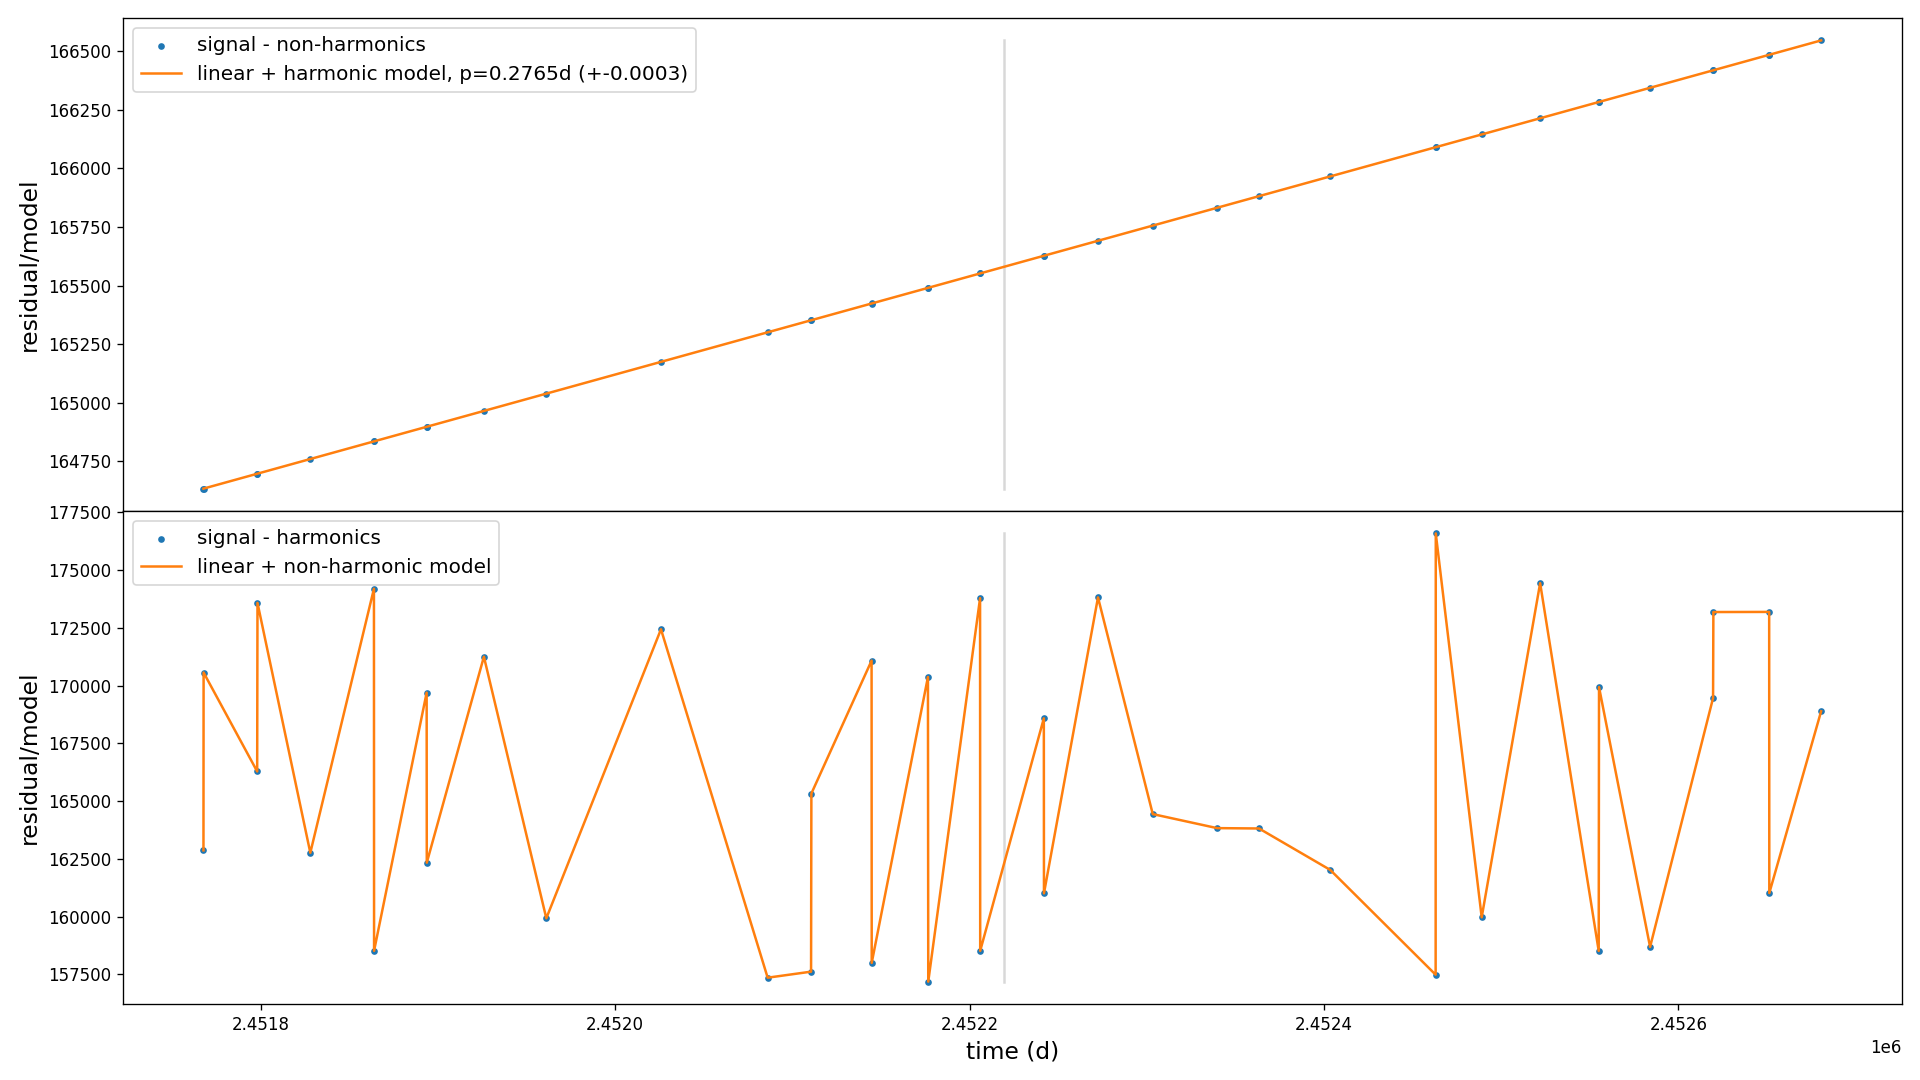 166500
166250
166000
165750
165500
165250
165000
164750
residual/model
signal - non-harmonics
linear + harmonic model, p=0.2765d (+-0.0003)
177500
175000
172500
170000
167500
165000
162500
160000
157500
residual/model
signal - harmonics
linear + non-harmonic model
2.4518 2.4520 2.4522 2.4524 2.4526
time (d)
1e6